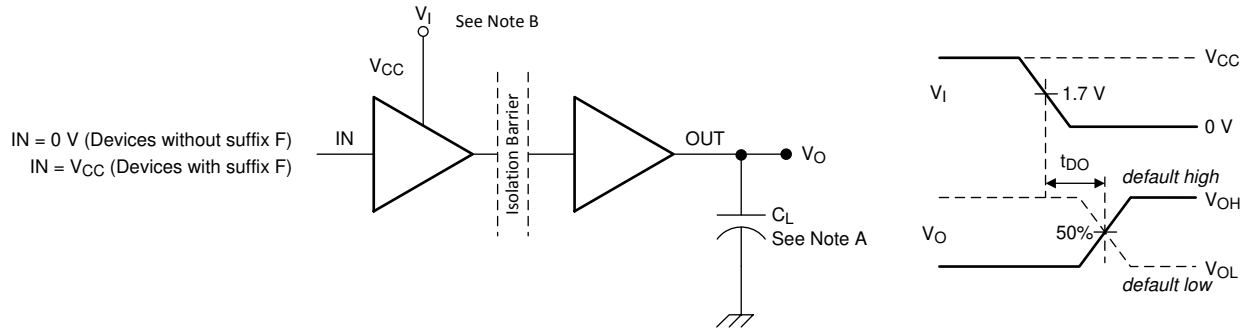 V_I
See Note B
V_CC
IN = 0 V (Devices without suffix F)
IN = V_CC (Devices with suffix F)
IN
Isolation Barrier
OUT
V_O
C_L
See Note A
V_I
V_CC
1.7 V
0 V
t_DO
default high
V_OH
V_O
50%
V_OL
default low